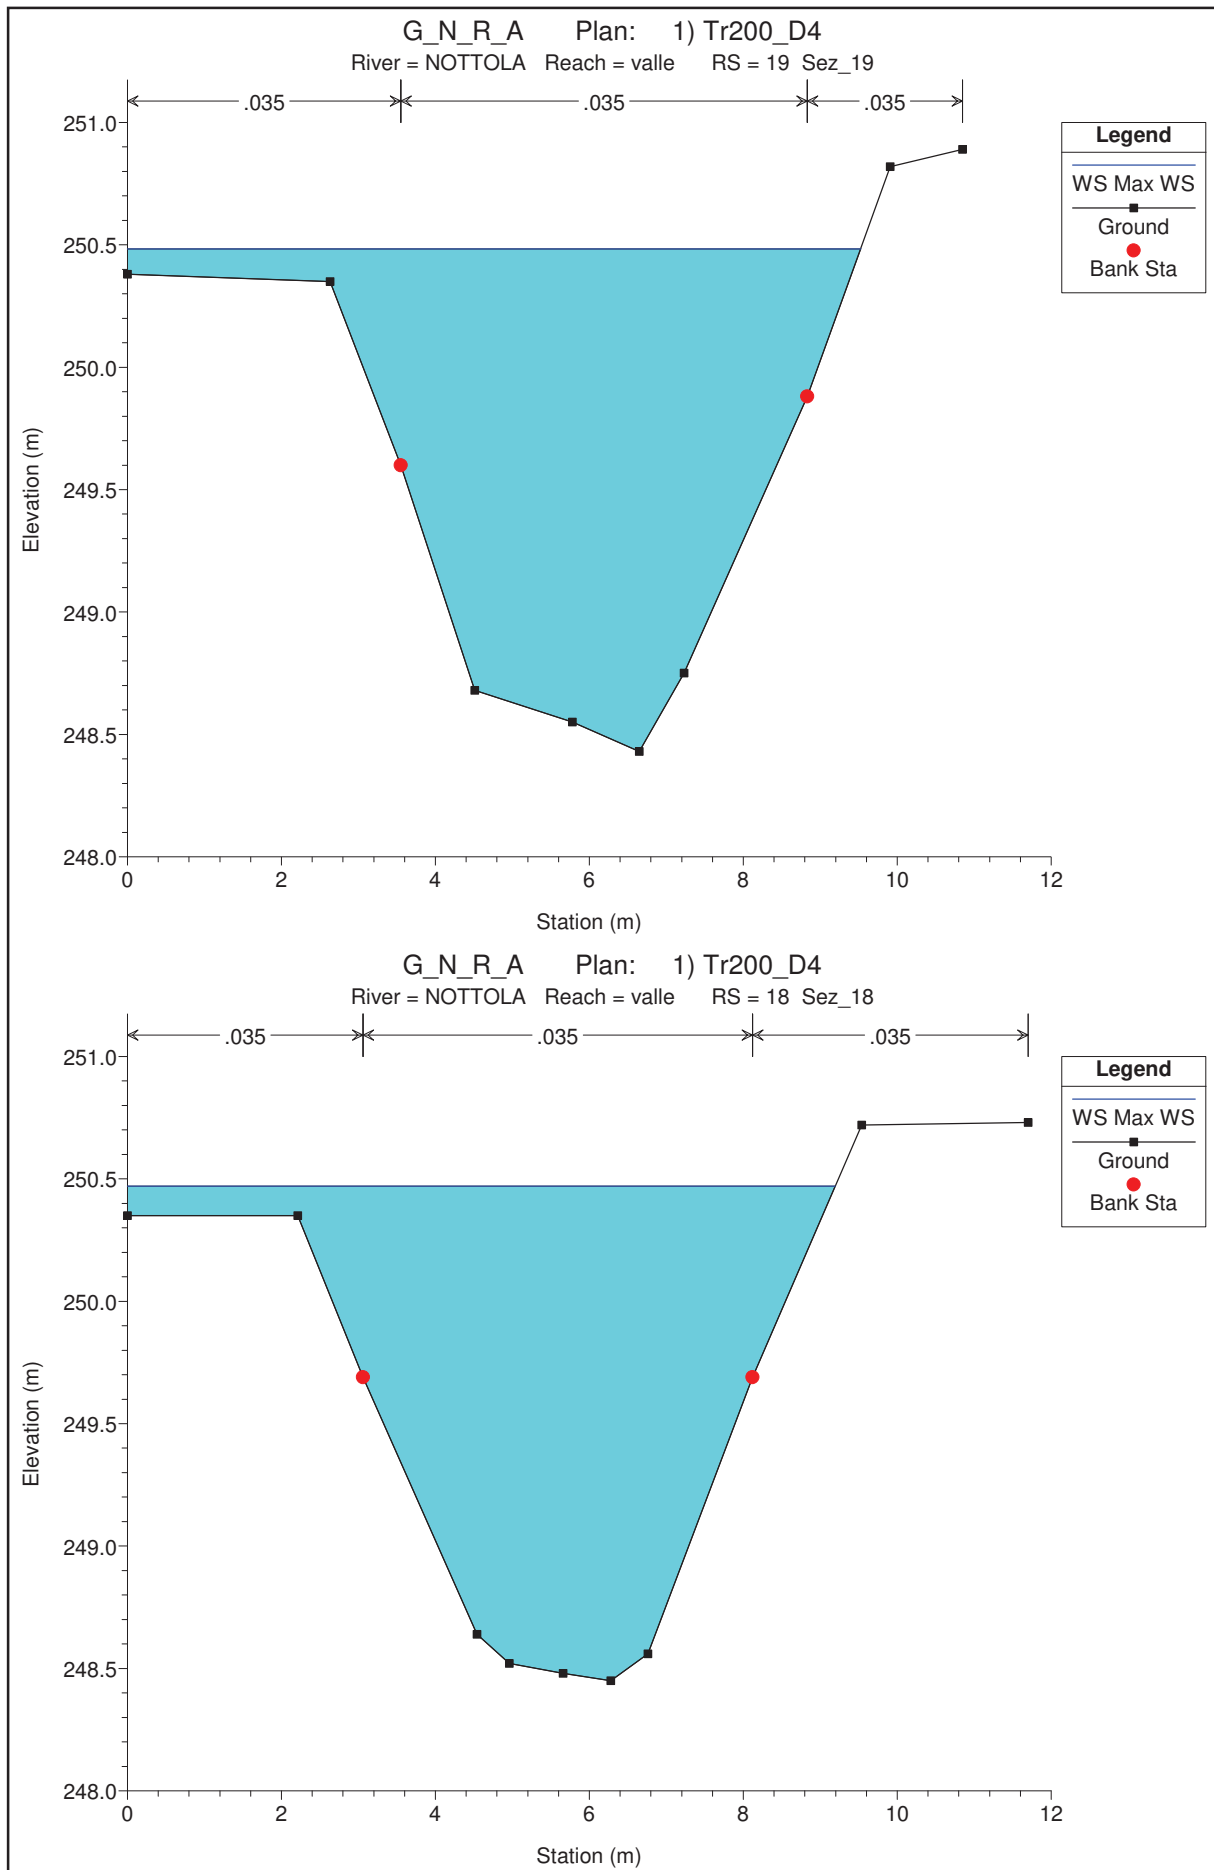 G_N_R_A Plan: 1) Tr200_D4
River = NOTTOLA Reach = valle RS = 19 Sez_19
.035 .035 .035
251.0
250.5
250.0
249.5
249.0
248.5
248.0
Elevation (m)
0 2 4 6 8 10 12
Station (m)
Legend
WS Max WS
Ground
Bank Sta
G_N_R_A Plan: 1) Tr200_D4
River = NOTTOLA Reach = valle RS = 18 Sez_18
.035 .035 .035
251.0
250.5
250.0
249.5
249.0
248.5
248.0
Elevation (m)
0 2 4 6 8 10 12
Station (m)
Legend
WS Max WS
Ground
Bank Sta